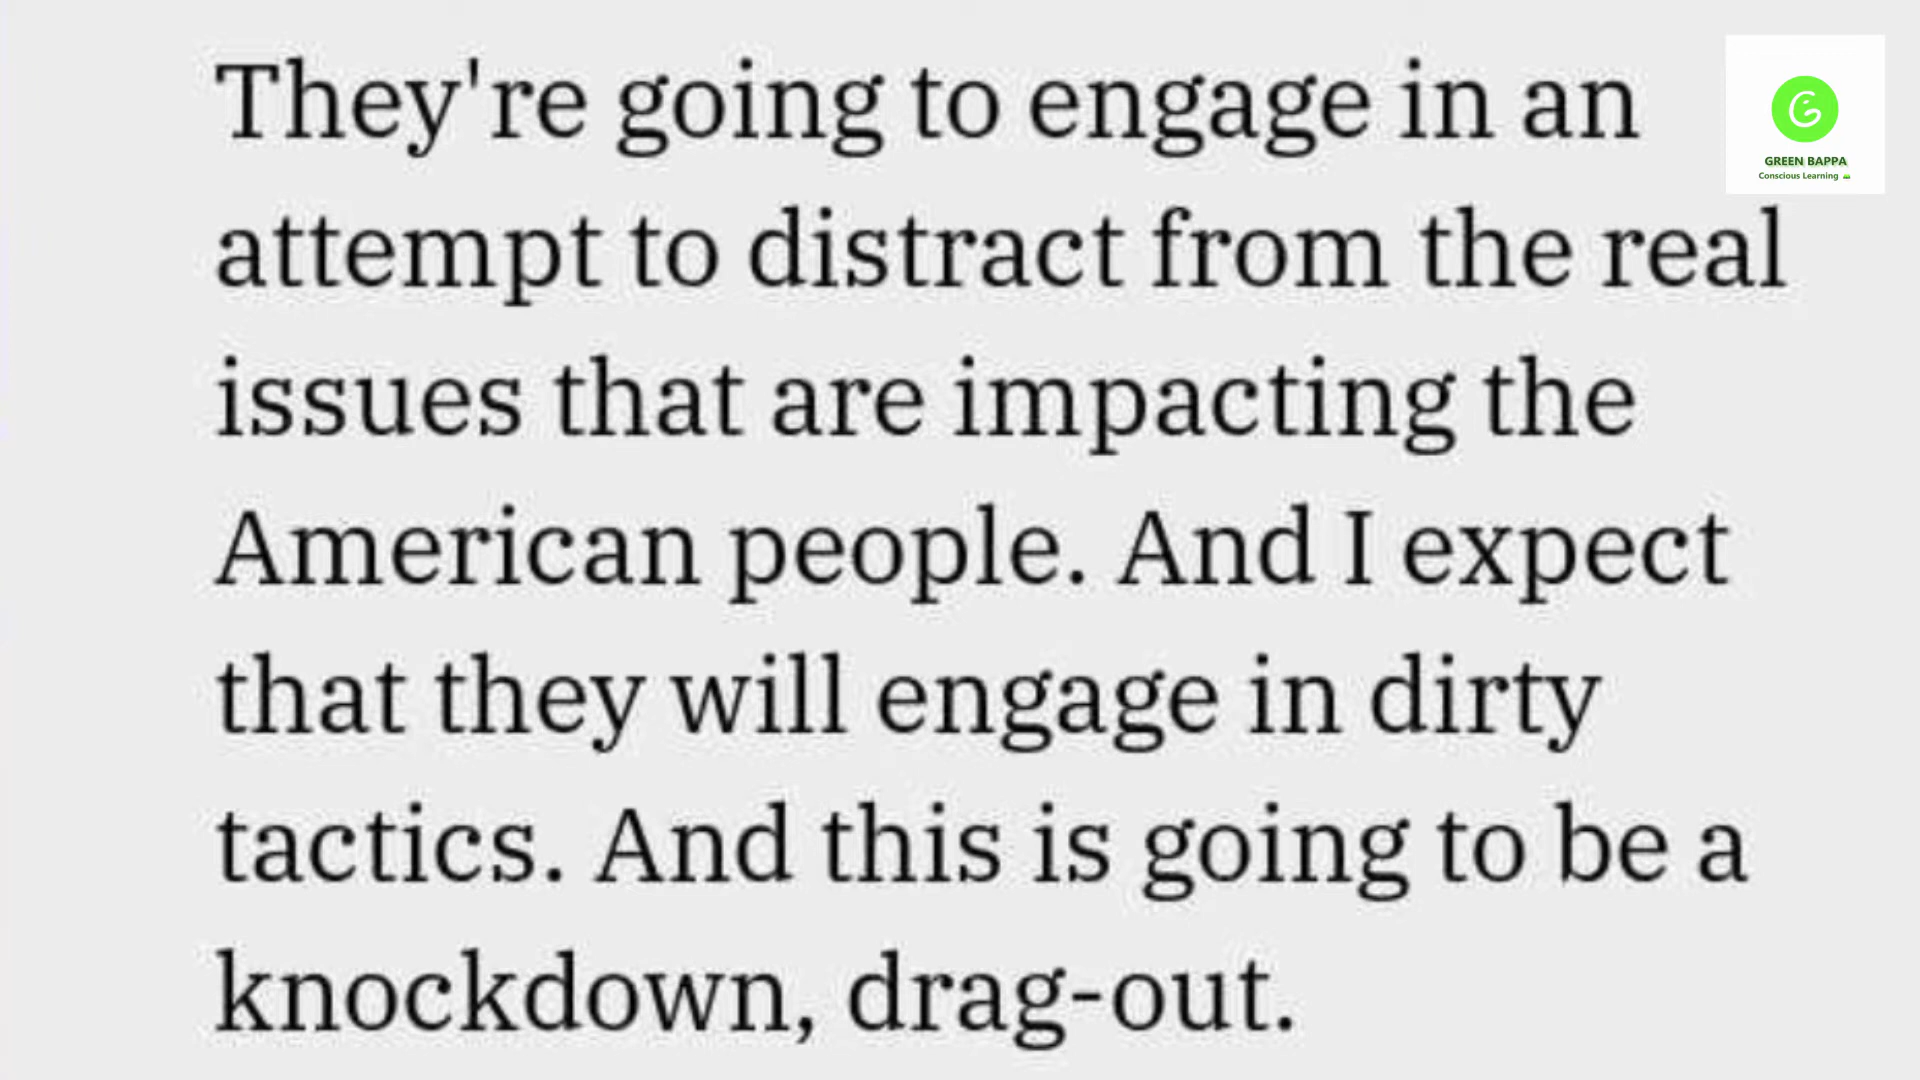 They're going to engage in an
attempt to distract from the real
issues that are impacting the
American people. And I expect
that they will engage in dirty
tactics. And this is going to be a
knockdown, drag-out.
GREEN BAPPA
Conscious Learning